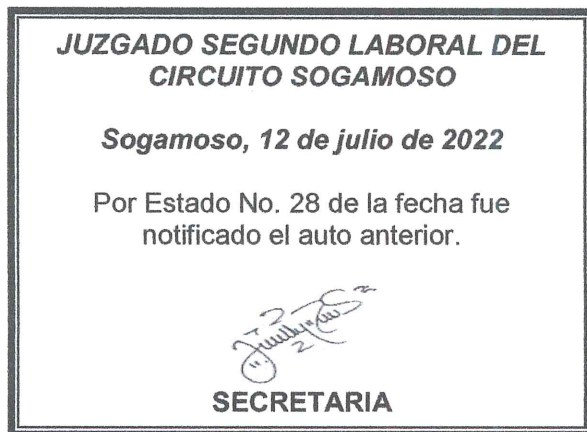 JUZGADO SEGUNDO LABORAL DEL
CIRCUITO SOGAMOSO
Sogamoso, 12 de julio de 2022
Por Estado No. 28 de la fecha fue
notificado el auto anterior.
SECRETARIA